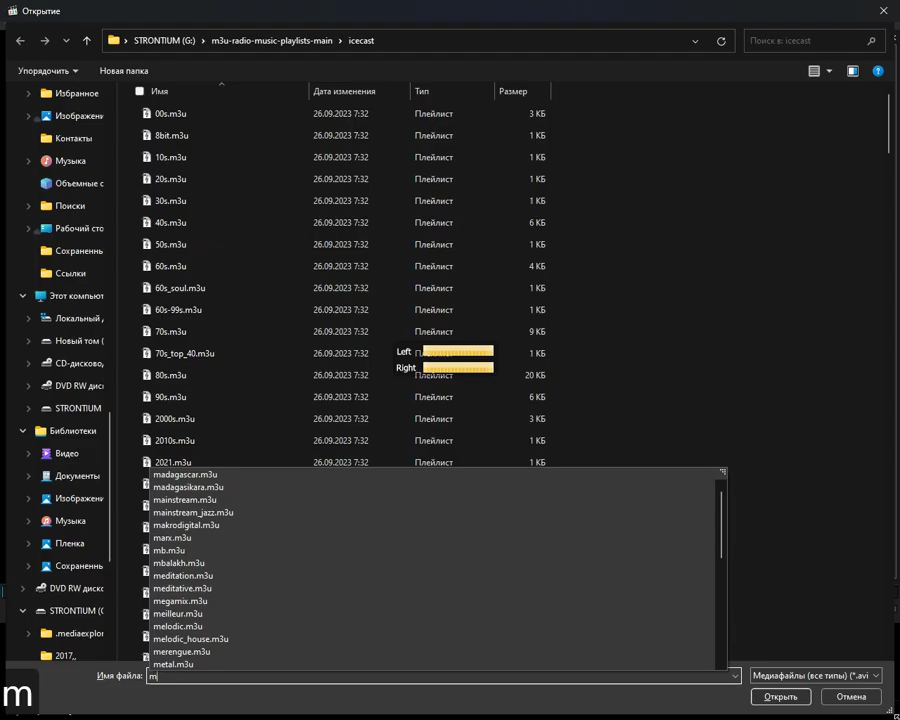 Открытие
STRONTIUM (G:) > m3u-radio-music-playlists-main > icecast
Поиск в: icecast
Упорядочить
Новая папка
Имя
Дата изменения
Тип
Размер
Избранное
Изображени
Контакты
Музыка
Объемные с
Поиски
Рабочий сто
Сохраненны
Ссылки
Этот компьют
Локальный д
Новый том (
CD-дисково,
DVD RW дис
STRONTIUM
Библиотеки
Видео
Документы
Изображени
Музыка
Пленка
Сохраненны
DVD RW диско
STRONTIUM (G
.mediaexplor
2017,,
00s.m3u 26.09.2023 7:32 Плейлист 3 КБ
8bit.m3u 26.09.2023 7:32 Плейлист 1 КБ
10s.m3u 26.09.2023 7:32 Плейлист 1 КБ
20s.m3u 26.09.2023 7:32 Плейлист 1 КБ
30s.m3u 26.09.2023 7:32 Плейлист 1 КБ
40s.m3u 26.09.2023 7:32 Плейлист 6 КБ
50s.m3u 26.09.2023 7:32 Плейлист 1 КБ
60s.m3u 26.09.2023 7:32 Плейлист 4 КБ
60s_soul.m3u 26.09.2023 7:32 Плейлист 1 КБ
60s-99s.m3u 26.09.2023 7:32 Плейлист 1 КБ
70s.m3u 26.09.2023 7:32 Плейлист 9 КБ
70s_top_40.m3u 26.09.2023 7:32 1 КБ
80s.m3u 26.09.2023 7:32 Плейлист 20 КБ
90s.m3u 26.09.2023 7:32 Плейлист 6 КБ
2000s.m3u 26.09.2023 7:32 Плейлист 3 КБ
2010s.m3u 26.09.2023 7:32 Плейлист 1 КБ
2021.m3u 26.09.2023 7:32 Плейлист 1 КБ
Left
Right
madagascar.m3u
madagasikara.m3u
mainstream.m3u
mainstream_jazz.m3u
makrodigital.m3u
marx.m3u
mb.m3u
mbalakh.m3u
meditation.m3u
meditative.m3u
megamix.m3u
meilleur.m3u
melodic.m3u
melodic_house.m3u
merengue.m3u
metal.m3u
Имя файла: m
Медиафайлы (все типы) (*.avi
Открыть
Отмена
m